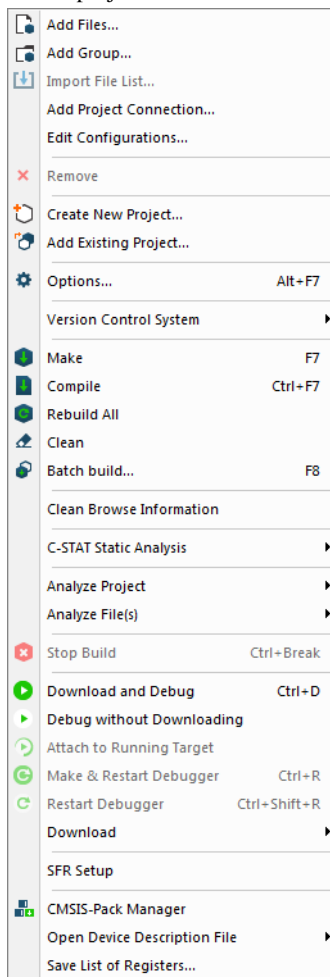 Add Files...
Add Group...
Import File List...
Add Project Connection...
Edit Configurations...
Remove
Create New Project...
Add Existing Project...
Options... Alt+F7
Version Control System
Make F7
Compile Ctrl+F7
Rebuild All
Clean
Batch build... F8
Clean Browse Information
C-STAT Static Analysis
Analyze Project
Analyze File(s)
Stop Build Ctrl+Break
Download and Debug Ctrl+D
Debug without Downloading
Attach to Running Target
Make & Restart Debugger Ctrl+R
Restart Debugger Ctrl+Shift+R
Download
SFR Setup
CMSIS-Pack Manager
Open Device Description File
Save List of Registers...